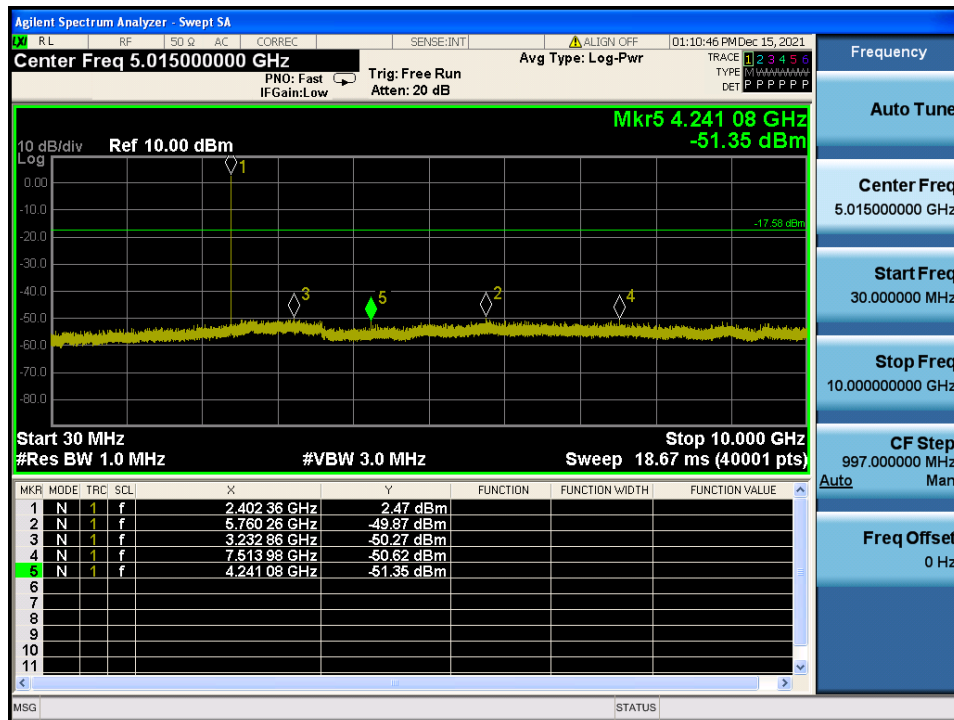 Agilent Spectrum Analyzer - Swept SA
LXI RL RF 50 Ω AC CORREC SENSE:INT ALIGN OFF 01:10:46 PM Dec 15, 2021
Center Freq 5.015000000 GHz
PNO: Fast
IFGain:Low
Trig: Free Run
Atten: 20 dB
Avg Type: Log-Pwr
TRACE 1 2 3 4 5 6
TYPE M
DET P P P P P P
Mkr5 4.241 08 GHz
-51.35 dBm
10 dB/div Ref 10.00 dBm
Log
0.00
-10.0
-20.0
-30.0
-40.0
-50.0
-60.0
-70.0
-80.0
-17.58 dBm
1
3
5
2
4
Start 30 MHz Stop 10.000 GHz
#Res BW 1.0 MHz #VBW 3.0 MHz Sweep 18.67 ms (40001 pts)
MKR MODE TRC SCL X Y FUNCTION FUNCTION WIDTH FUNCTION VALUE
1 N 1 f 2.402 36 GHz 2.47 dBm
2 N 1 f 5.760 26 GHz -49.87 dBm
3 N 1 f 3.232 86 GHz -50.27 dBm
4 N 1 f 7.513 98 GHz -50.62 dBm
5 N 1 f 4.241 08 GHz -51.35 dBm
6
7
8
9
10
11
MSG STATUS
Frequency
Auto Tune
Center Freq
5.015000000 GHz
Start Freq
30.000000 MHz
Stop Freq
10.000000000 GHz
CF Step
997.000000 MHz
Auto Man
Freq Offset
0 Hz